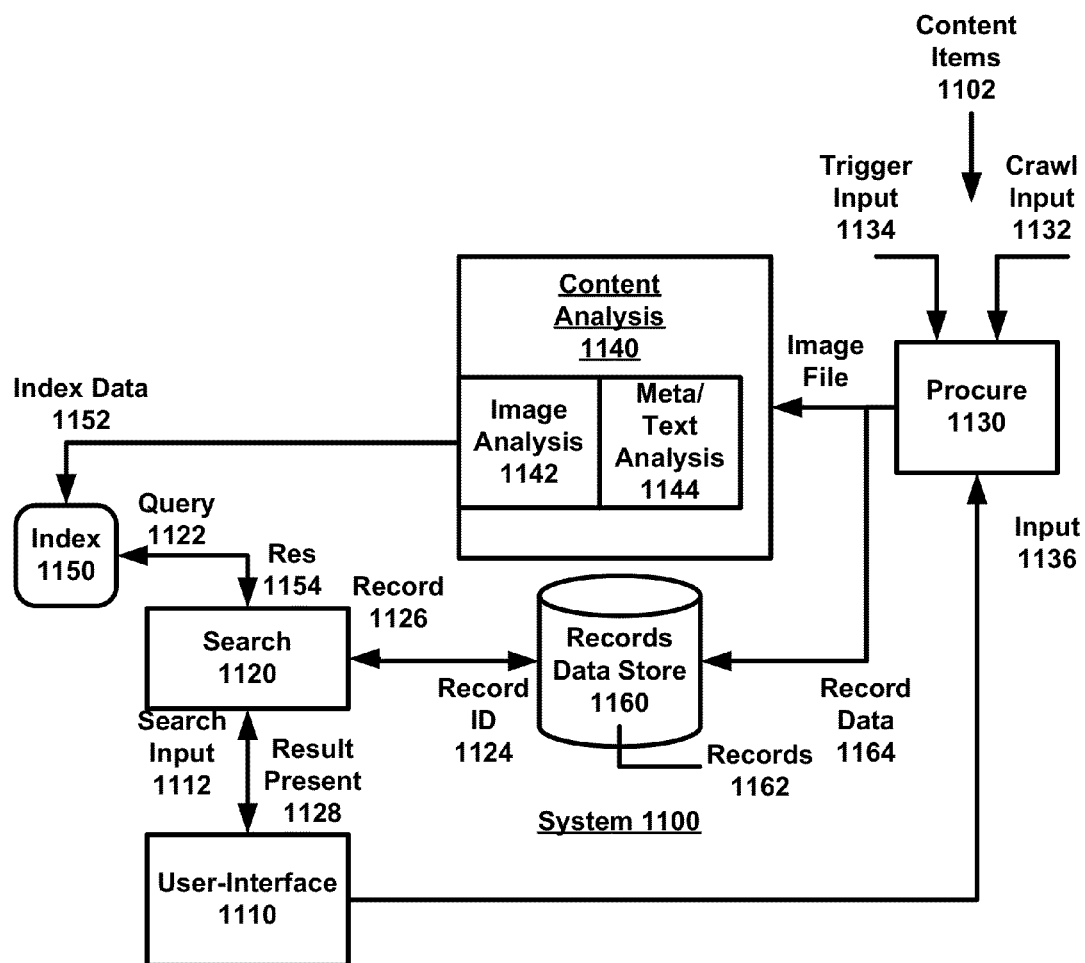 Content
Items
1102
Trigger
Input
1134
Crawl
Input
1132
Content
Analysis
1140
Image
File
Procure
1130
Index Data
1152
Image
Analysis
1142
Meta/
Text
Analysis
1144
Query
1122
Index
1150
Res
1154
Input
1136
Record
1126
Search
1120
Records
Data Store
1160
Record
ID
1124
Record
Data
1164
Search
Input
1112
Result
Present
1128
Records
1162
System 1100
User-Interface
1110